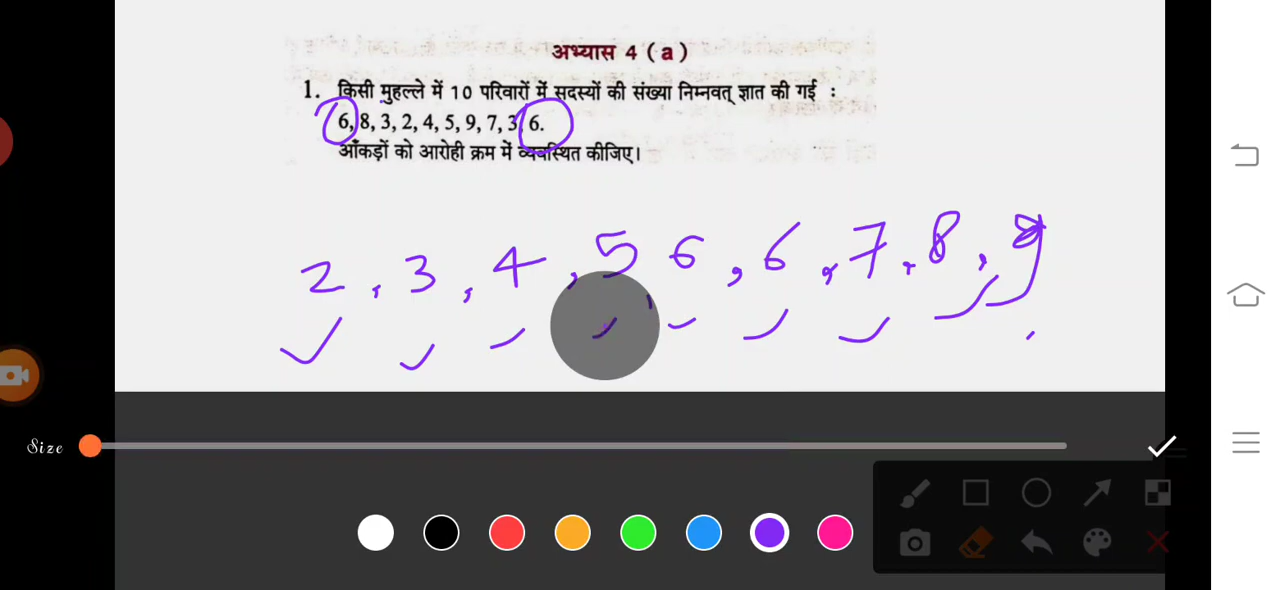 अभ्यास 4 ( a )
1. किसी मुहल्ले में 10 परिवारों में सदस्यों की संख्या निम्नवत् ज्ञात की गई :
6, 8, 3, 2, 4, 5, 9, 7, 3, 6.
आँकड़ों को आरोही क्रम में व्यवस्थित कीजिए।
2, 3, 4, 5, 6, 6, 7, 8, 9
Size